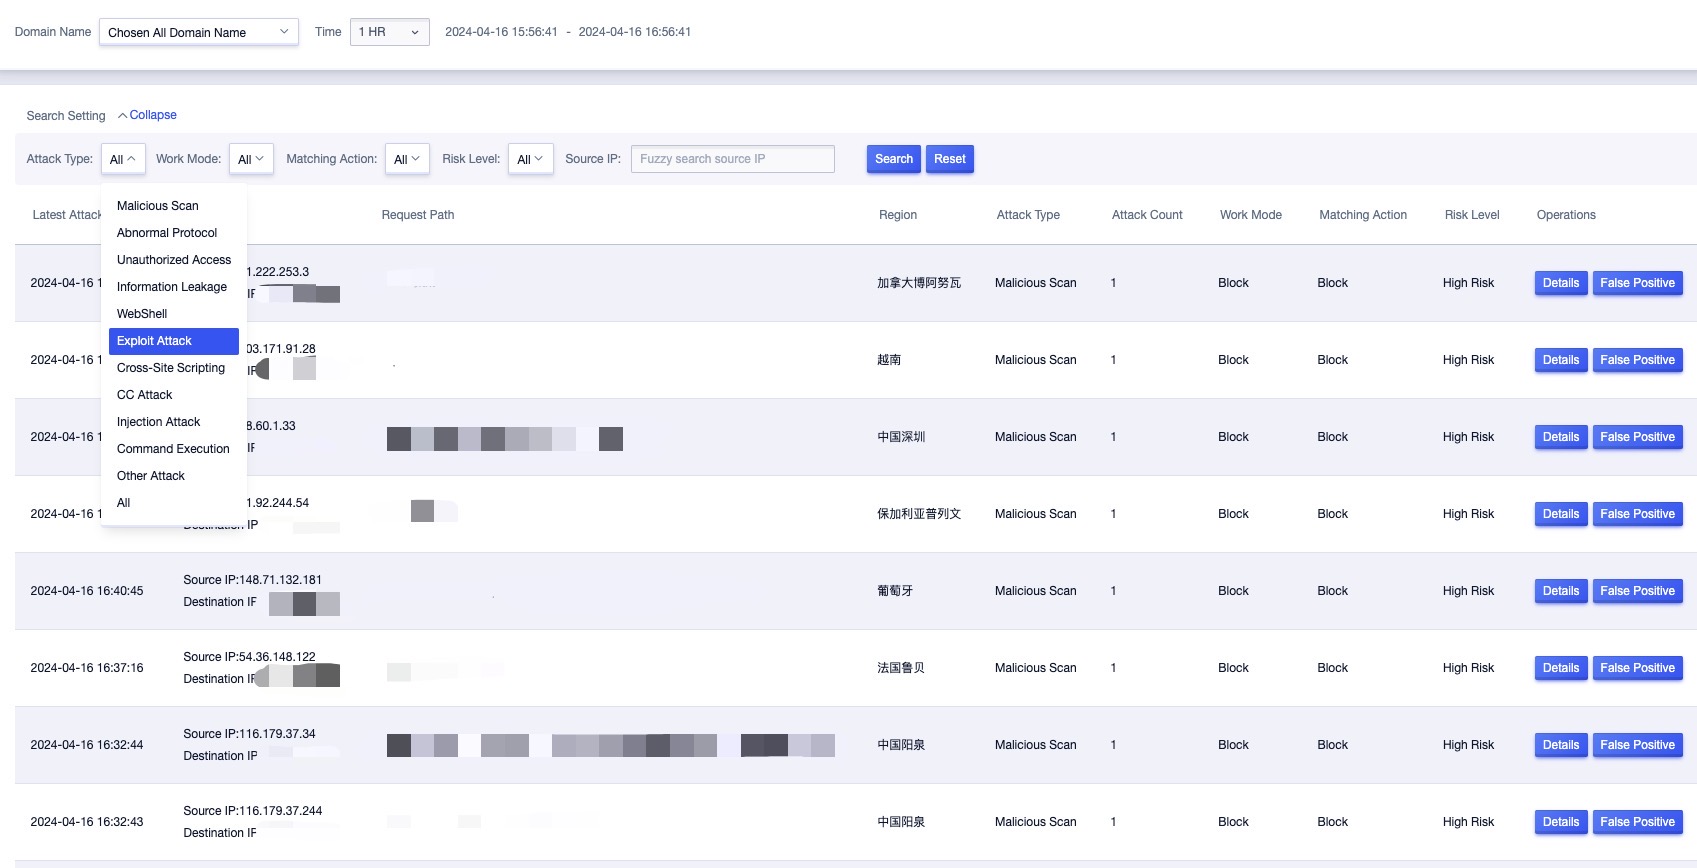 Domain Name Chosen All Domain Name Time 1 HR 2024-04-16 15:56:41 - 2024-04-16 16:56:41
Search Setting Collapse
Attack Type: All Work Mode: All Matching Action: All Risk Level: All Source IP: Fuzzy search source IP Search Reset
Malicious Scan
Abnormal Protocol
Unauthorized Access
Information Leakage
WebShell
Exploit Attack
Cross-Site Scripting
CC Attack
Injection Attack
Command Execution
Other Attack
All
Latest Attack Request Path Region Attack Type Attack Count Work Mode Matching Action Risk Level Operations
1.222.253.3
2024-04-16 1 加拿大博阿努瓦 Malicious Scan 1 Block Block High Risk Details False Positive
03.171.91.28
2024-04-16 1 越南 Malicious Scan 1 Block Block High Risk Details False Positive
8.60.1.33
2024-04-16 1 中国深圳 Malicious Scan 1 Block Block High Risk Details False Positive
1.92.244.54
2024-04-16 1 保加利亚普列文 Malicious Scan 1 Block Block High Risk Details False Positive
Destination IP
Source IP:148.71.132.181
2024-04-16 16:40:45 葡萄牙 Malicious Scan 1 Block Block High Risk Details False Positive
Destination IP
Source IP:54.36.148.122
2024-04-16 16:37:16 法国鲁贝 Malicious Scan 1 Block Block High Risk Details False Positive
Destination IP
Source IP:116.179.37.34
2024-04-16 16:32:44 中国阳泉 Malicious Scan 1 Block Block High Risk Details False Positive
Destination IP
Source IP:116.179.37.244
2024-04-16 16:32:43 中国阳泉 Malicious Scan 1 Block Block High Risk Details False Positive
Destination IP